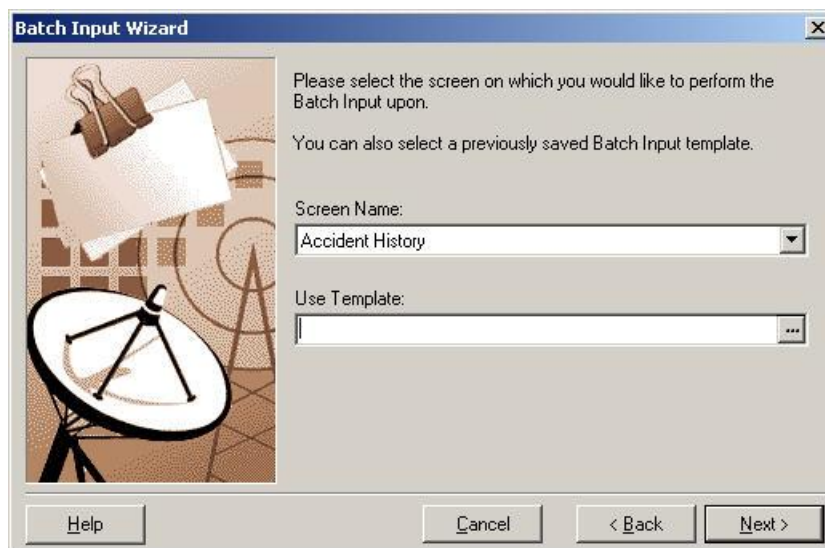 Batch Input Wizard
Please select the screen on which you would like to perform the
Batch Input upon.
You can also select a previously saved Batch Input template.
Screen Name:
Accident History
Use Template:
...
Help
Cancel
< Back
Next >